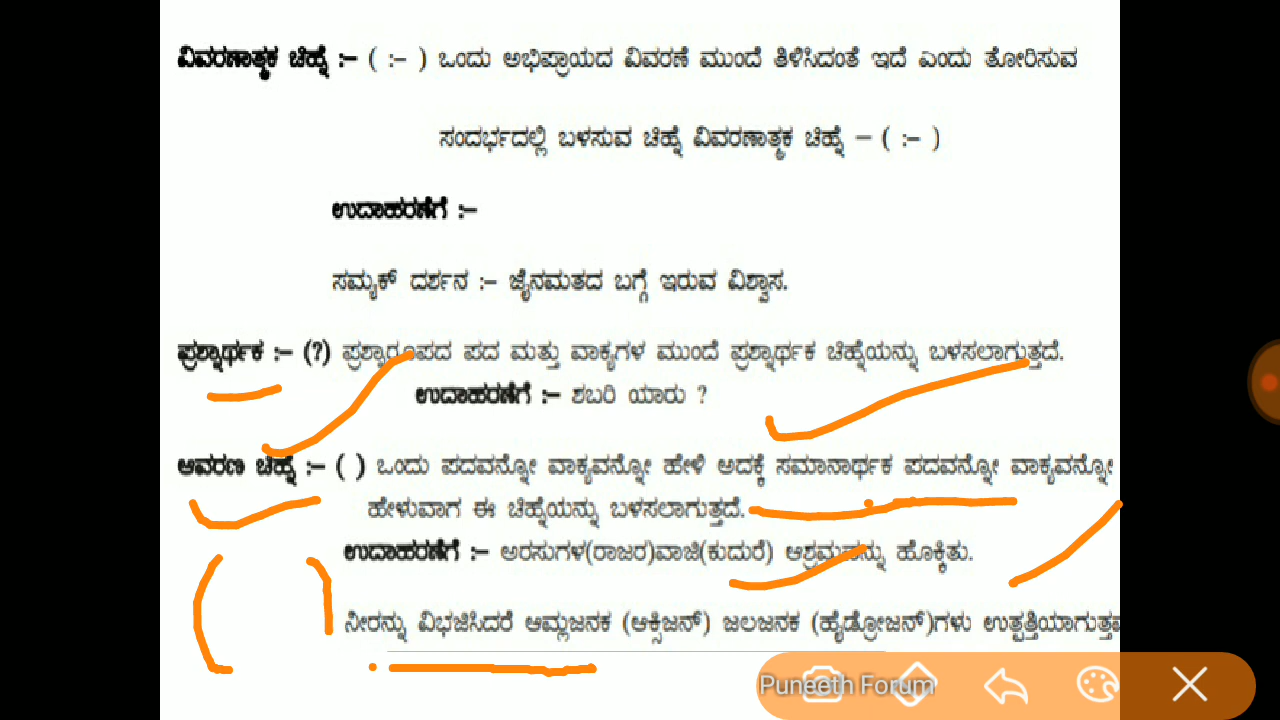 ವಿವರಣಾತ್ಮಕ ಚಿಹ್ನೆ :– ( :– ) ಒಂದು ಅಭಿಪ್ರಾಯದ ವಿವರಣೆ ಮುಂದೆ ತಿಳಿಸಿದಂತೆ ಇದೆ ಎಂದು ತೋರಿಸುವ
ಸಂದರ್ಭದಲ್ಲಿ ಬಳಸುವ ಚಿಹ್ನೆ ವಿವರಣಾತ್ಮಕ ಚಿಹ್ನೆ – ( :– )
ಉದಾಹರಣೆಗೆ :–
ಸಮ್ಯಕ್ ದರ್ಶನ :– ಜೈನಮತದ ಬಗ್ಗೆ ಇರುವ ವಿಶ್ವಾಸ.
ಪ್ರಶ್ನಾರ್ಥಕ :– (?) ಪ್ರಶ್ನಾರೂಪದ ಪದ ಮತ್ತು ವಾಕ್ಯಗಳ ಮುಂದೆ ಪ್ರಶ್ನಾರ್ಥಕ ಚಿಹ್ನೆಯನ್ನು ಬಳಸಲಾಗುತ್ತದೆ.
ಉದಾಹರಣೆಗೆ :– ಶಬರಿ ಯಾರು ?
ಆವರಣ ಚಿಹ್ನೆ :– ( ) ಒಂದು ಪದವನ್ನೋ ವಾಕ್ಯವನ್ನೋ ಹೇಳಿ ಅದಕ್ಕೆ ಸಮಾನಾರ್ಥಕ ಪದವನ್ನೋ ವಾಕ್ಯವನ್ನೋ
ಹೇಳುವಾಗ ಈ ಚಿಹ್ನೆಯನ್ನು ಬಳಸಲಾಗುತ್ತದೆ.
ಉದಾಹರಣೆಗೆ :– ಅರಸುಗಳ(ರಾಜರ)ವಾಜಿ(ಕುದುರೆ) ಆಶ್ರಮವನ್ನು ಹೊಕ್ಕಿತು.
ನೀರನ್ನು ವಿಭಜಿಸಿದರೆ ಆಮ್ಲಜನಕ (ಆಕ್ಸಿಜನ್) ಜಲಜನಕ (ಹೈಡ್ರೋಜನ್)ಗಳು
Puneeth Forum